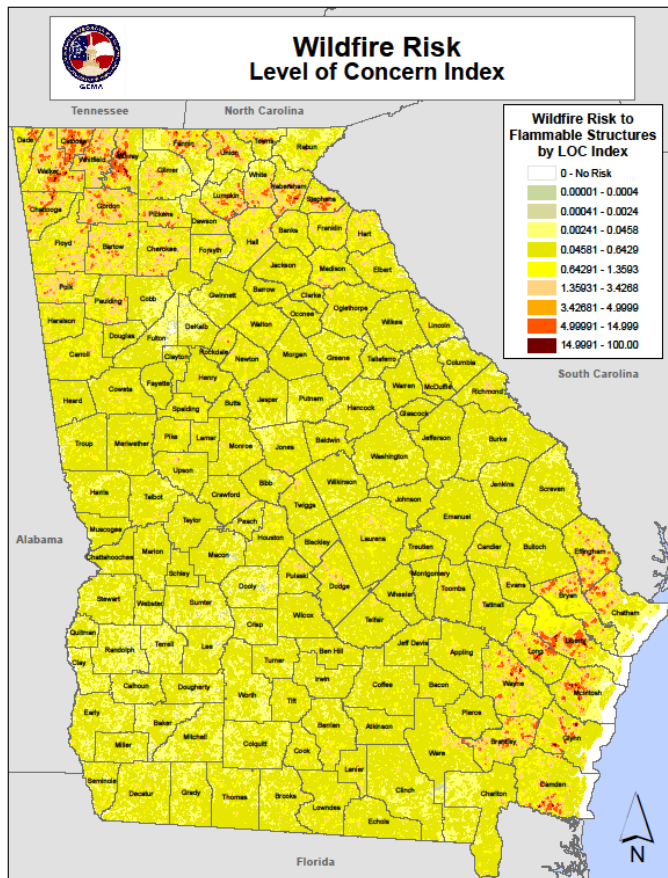 Wildfire Risk
Level of Concern Index
GEMA
Tennessee
North Carolina
Wildfire Risk to
Flammable Structures
by LOC Index
0 - No Risk
0.00001 - 0.0004
0.00041 - 0.0024
0.00241 - 0.0458
0.04581 - 0.6429
0.64291 - 1.3593
1.35931 - 3.4268
3.42681 - 4.9999
4.99991 - 14.999
14.9991 - 100.00
South Carolina
Alabama
Florida
N
Dade
Catoosa
Whitfield
Murray
Fannin
Union
Towns
Rabun
Walker
Gilmer
White
Habersham
Stephens
Chattooga
Gordon
Pickens
Lumpkin
Dawson
Banks
Franklin
Hart
Floyd
Bartow
Cherokee
Forsyth
Hall
Jackson
Madison
Elbert
Polk
Paulding
Cobb
Gwinnett
Barrow
Clarke
Oconee
Oglethorpe
Wilkes
Lincoln
Haralson
Douglas
Fulton
DeKalb
Walton
Carroll
Clayton
Rockdale
Newton
Morgan
Greene
Taliaferro
Columbia
McDuffie
Warren
Richmond
Heard
Coweta
Fayette
Henry
Spalding
Butts
Jasper
Putnam
Hancock
Glascock
Troup
Meriwether
Pike
Lamar
Monroe
Jones
Baldwin
Washington
Jefferson
Burke
Upson
Harris
Talbot
Crawford
Bibb
Wilkinson
Twiggs
Johnson
Jenkins
Screven
Emanuel
Muscogee
Taylor
Peach
Houston
Bleckley
Laurens
Treutlen
Candler
Bulloch
Effingham
Chattahoochee
Marion
Macon
Schley
Dooly
Pulaski
Dodge
Wheeler
Montgomery
Toombs
Tattnall
Evans
Bryan
Chatham
Stewart
Webster
Sumter
Wilcox
Telfair
Crisp
Quitman
Randolph
Terrell
Lee
Turner
Ben Hill
Jeff Davis
Appling
Long
Liberty
Clay
Calhoun
Dougherty
Worth
Irwin
Tift
Coffee
Bacon
Wayne
McIntosh
Early
Baker
Mitchell
Berrien
Atkinson
Pierce
Miller
Colquitt
Cook
Ware
Brantley
Glynn
Seminole
Decatur
Grady
Thomas
Brooks
Lowndes
Lanier
Clinch
Echols
Charlton
Camden